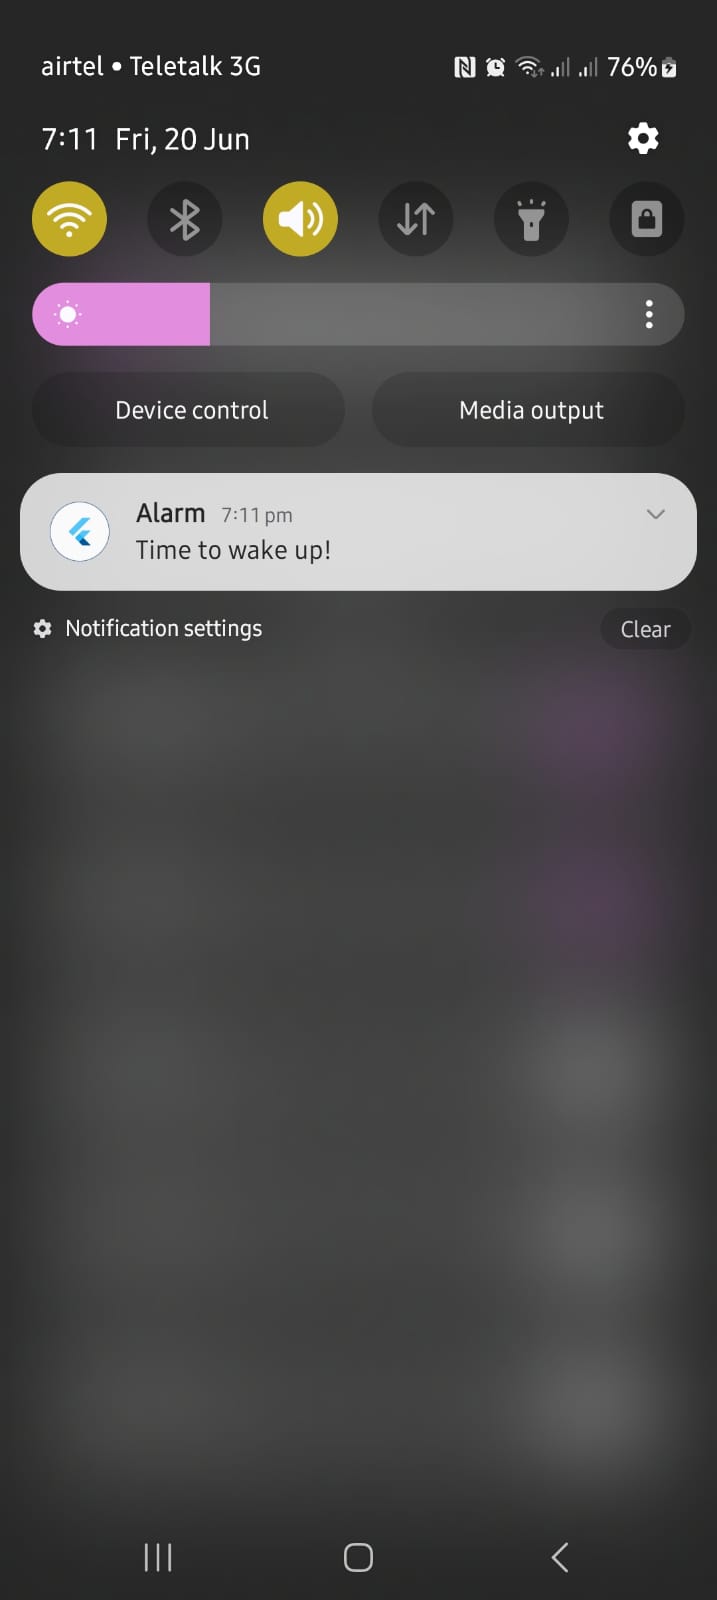 airtel • Teletalk 3G 76%
7:11 Fri, 20 Jun
Device control Media output
Alarm 7:11 pm
Time to wake up!
Notification settings Clear